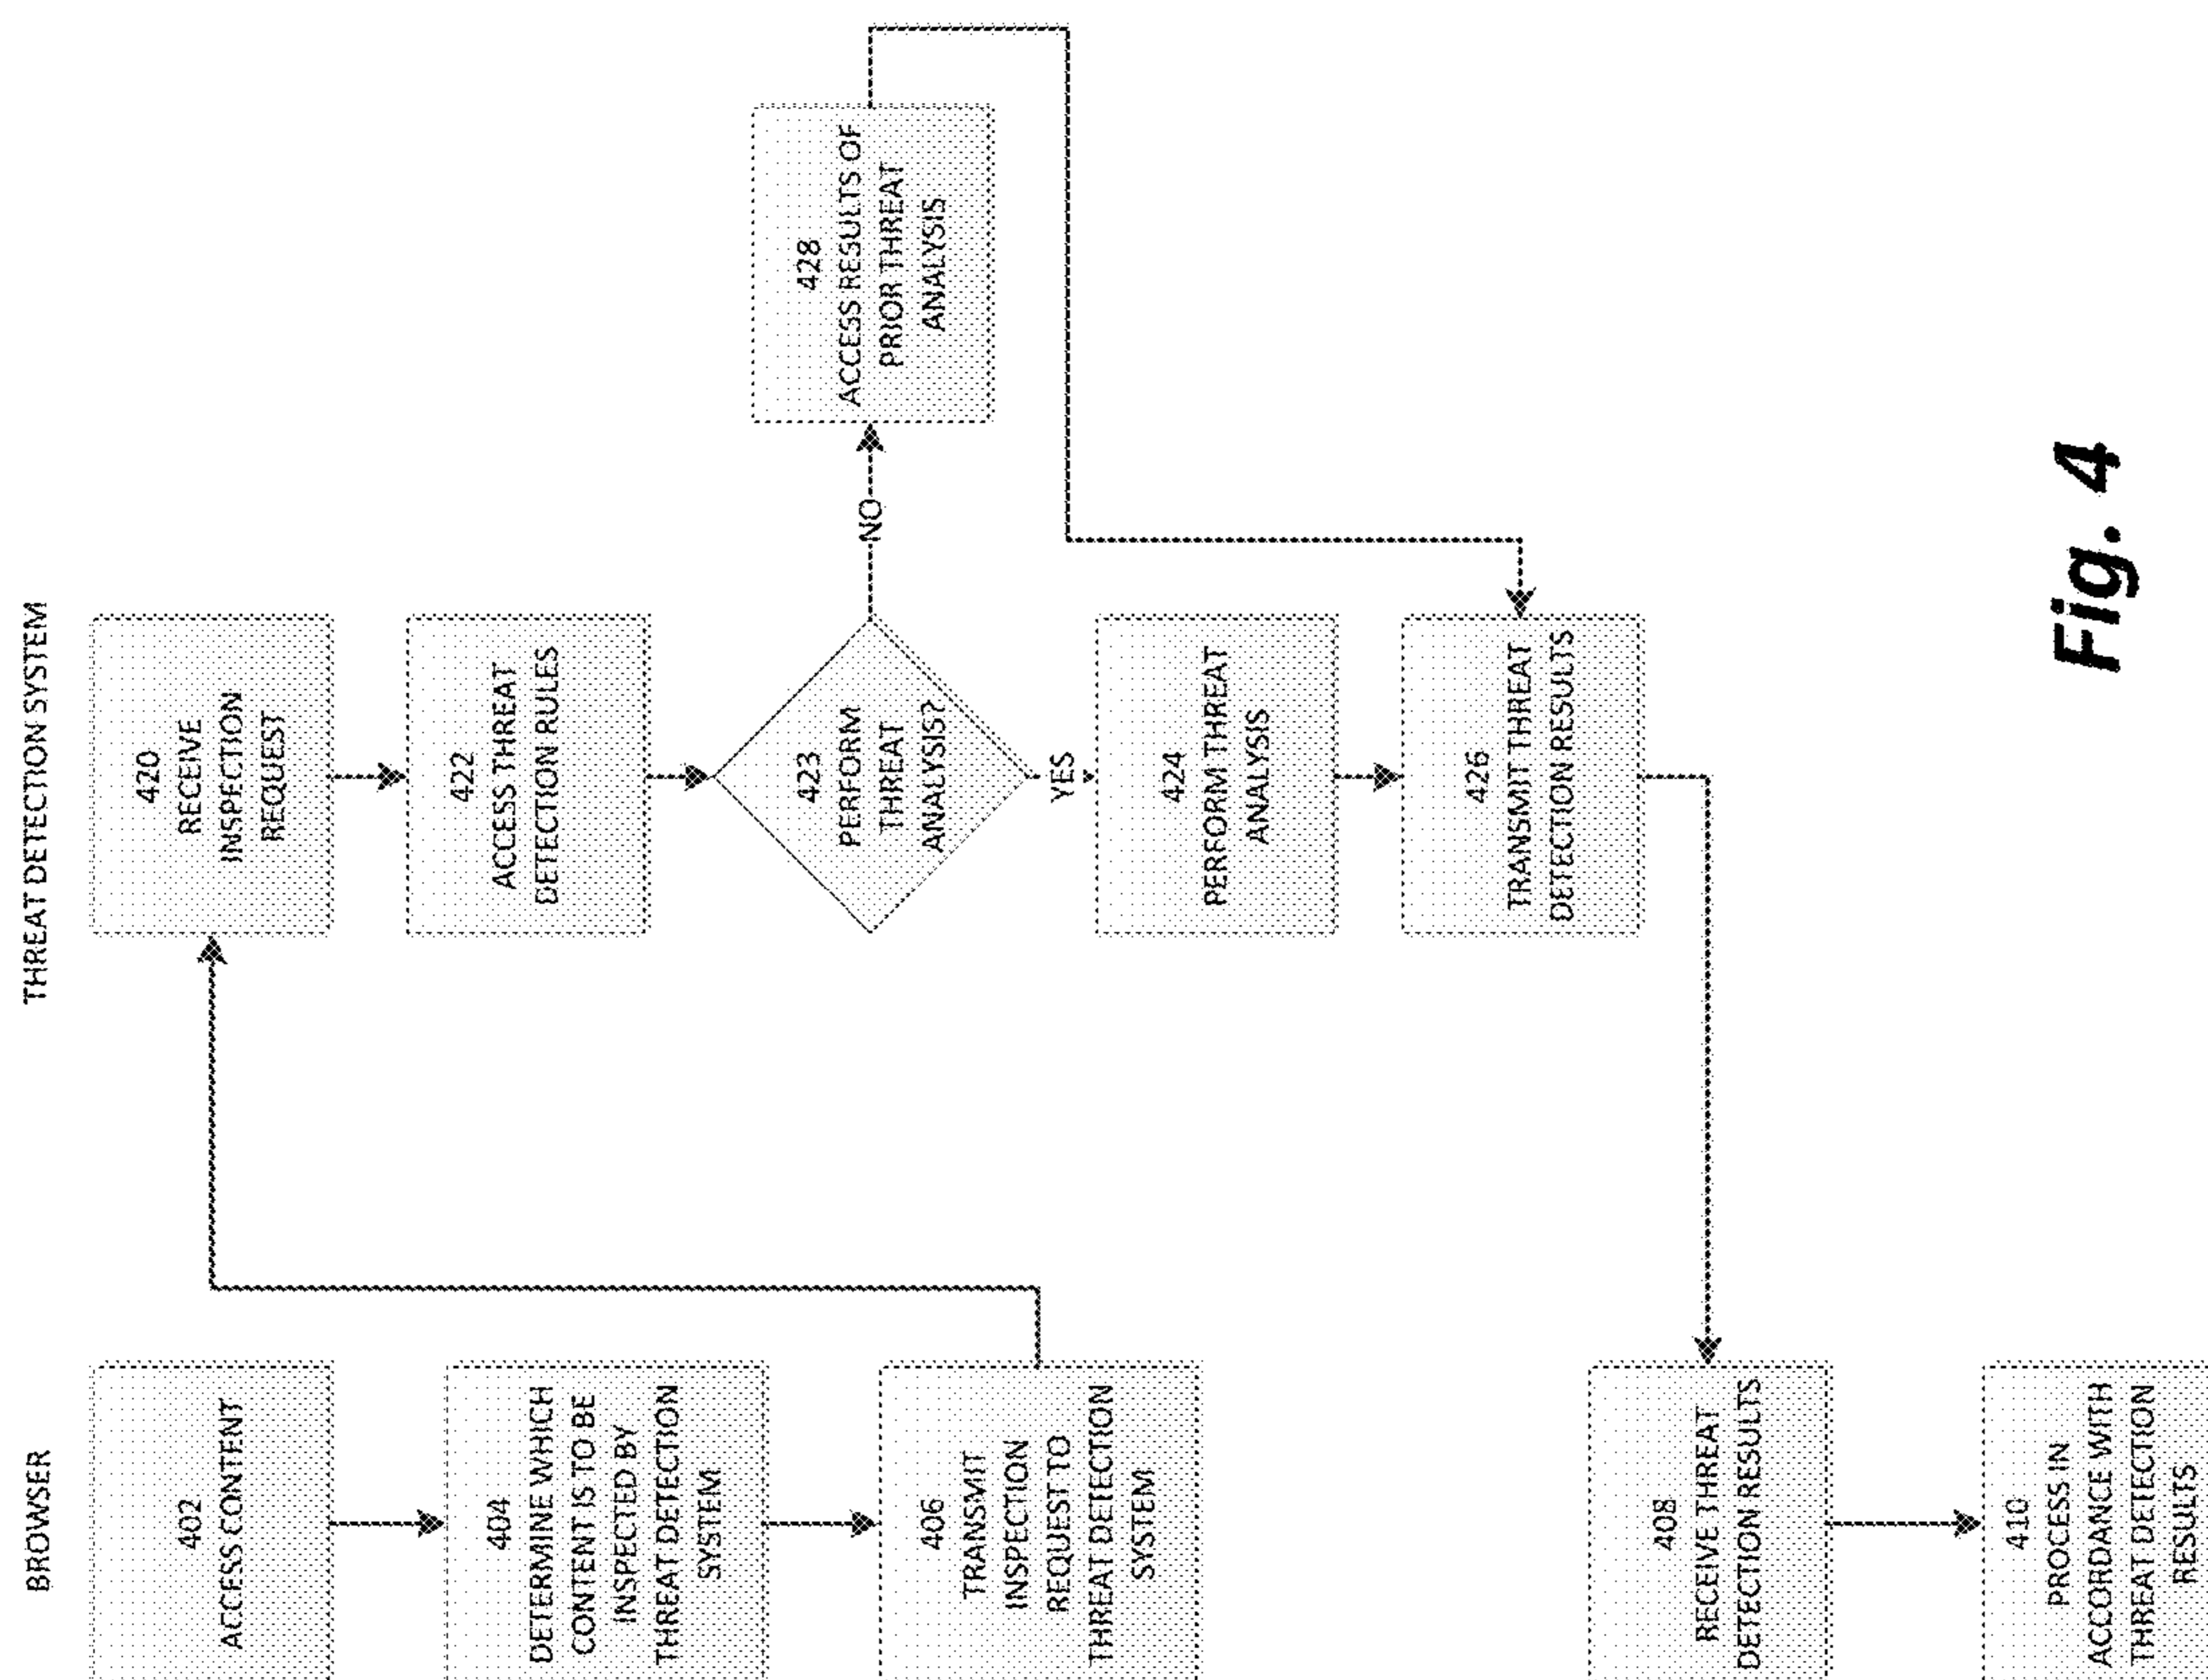 BROWSER
402
ACCESS CONTENT
404
DETERMINE WHICH
CONTENT IS TO BE
INSPECTED BY
THREAT DETECTION
SYSTEM
406
TRANSMIT
INSPECTION
REQUEST TO
THREAT DETECTION
SYSTEM
408
RECEIVE THREAT
DETECTION RESULTS
410
PROCESS IN
ACCORDANCE WITH
THREAT DETECTION
RESULTS
THREAT DETECTION SYSTEM
420
RECEIVE
INSPECTION
REQUEST
422
ACCESS THREAT
DETECTION RULES
423
PERFORM
THREAT
ANALYSIS?
NO
YES
424
PERFORM THREAT
ANALYSIS
426
TRANSMIT THREAT
DETECTION RESULTS
428
ACCESS RESULTS OF
PRIOR THREAT
ANALYSIS
Fig. 4